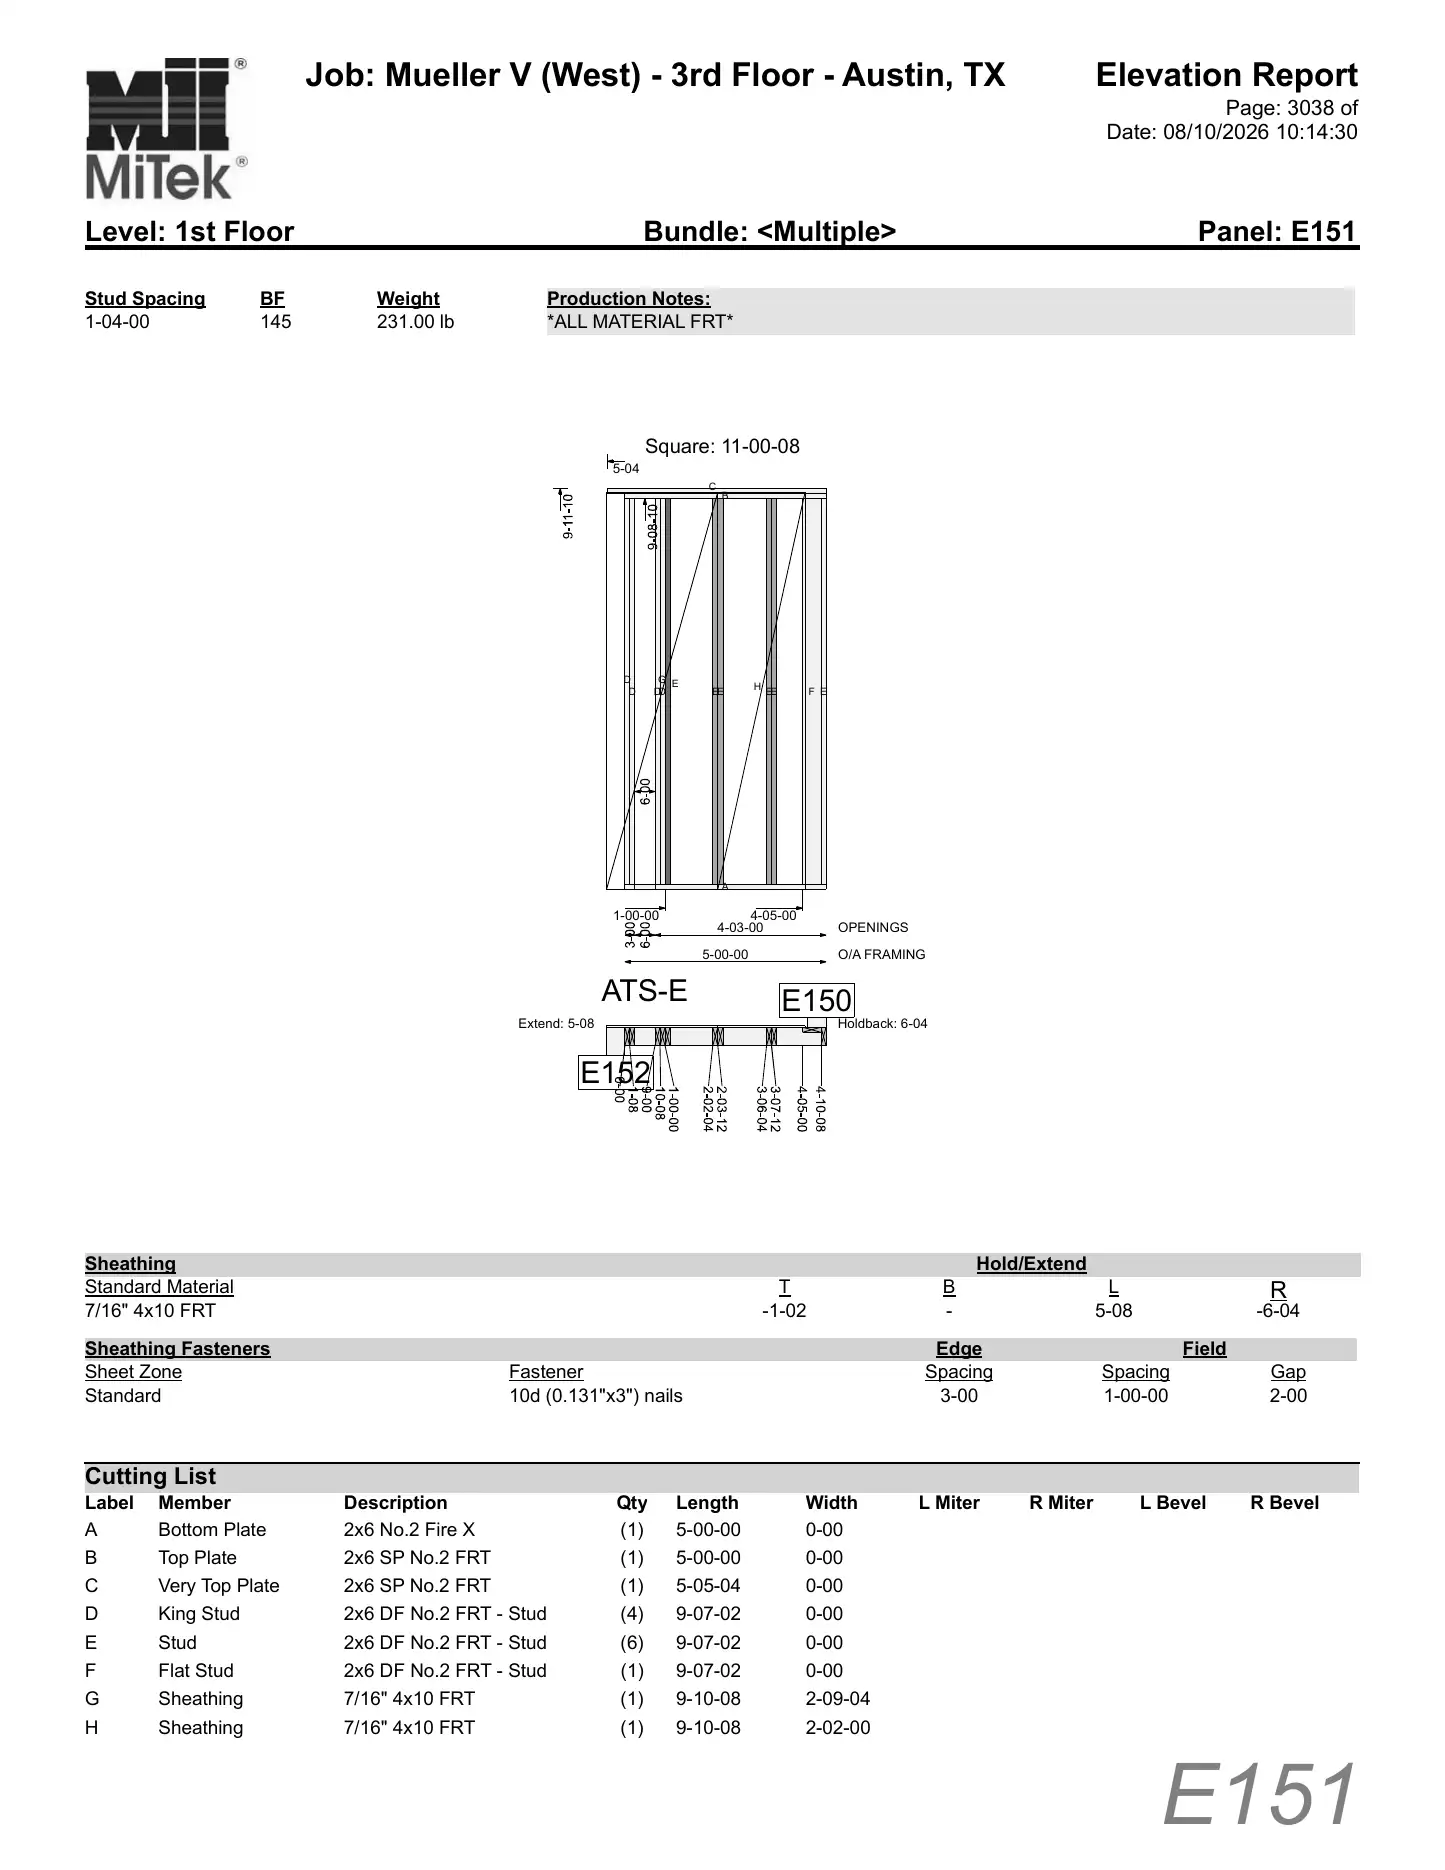 Job: Mueller V (West) - 3rd Floor - Austin, TX
Elevation Report
Page: 3038 of
Date: 08/10/2026 10:14:30
MiTek®
Level: 1st Floor Bundle: <Multiple> Panel: E151
Stud Spacing BF Weight Production Notes:
1-04-00 145 231.00 lb *ALL MATERIAL FRT*
Square: 11-00-08
5-04
C
B
9-11-10
9-08-10
D G E H
D D D E E E E F E
6-00
A
1-00-00 4-05-00
3-00 6-00 4-03-00 OPENINGS
5-00-00 O/A FRAMING
ATS-E
E150
Extend: 5-08 Holdback: 6-04
E152
0-00 1-08 9-00 10-08 1-00-00 2-02-04 2-03-12 3-06-04 3-07-12 4-05-00 4-10-08
Sheathing Hold/Extend
Standard Material T B L R
7/16" 4x10 FRT -1-02 - 5-08 -6-04
Sheathing Fasteners Edge Field
Sheet Zone Fastener Spacing Spacing Gap
Standard 10d (0.131"x3") nails 3-00 1-00-00 2-00
Cutting List
Label Member Description Qty Length Width L Miter R Miter L Bevel R Bevel
A Bottom Plate 2x6 No.2 Fire X (1) 5-00-00 0-00
B Top Plate 2x6 SP No.2 FRT (1) 5-00-00 0-00
C Very Top Plate 2x6 SP No.2 FRT (1) 5-05-04 0-00
D King Stud 2x6 DF No.2 FRT - Stud (4) 9-07-02 0-00
E Stud 2x6 DF No.2 FRT - Stud (6) 9-07-02 0-00
F Flat Stud 2x6 DF No.2 FRT - Stud (1) 9-07-02 0-00
G Sheathing 7/16" 4x10 FRT (1) 9-10-08 2-09-04
H Sheathing 7/16" 4x10 FRT (1) 9-10-08 2-02-00
E151